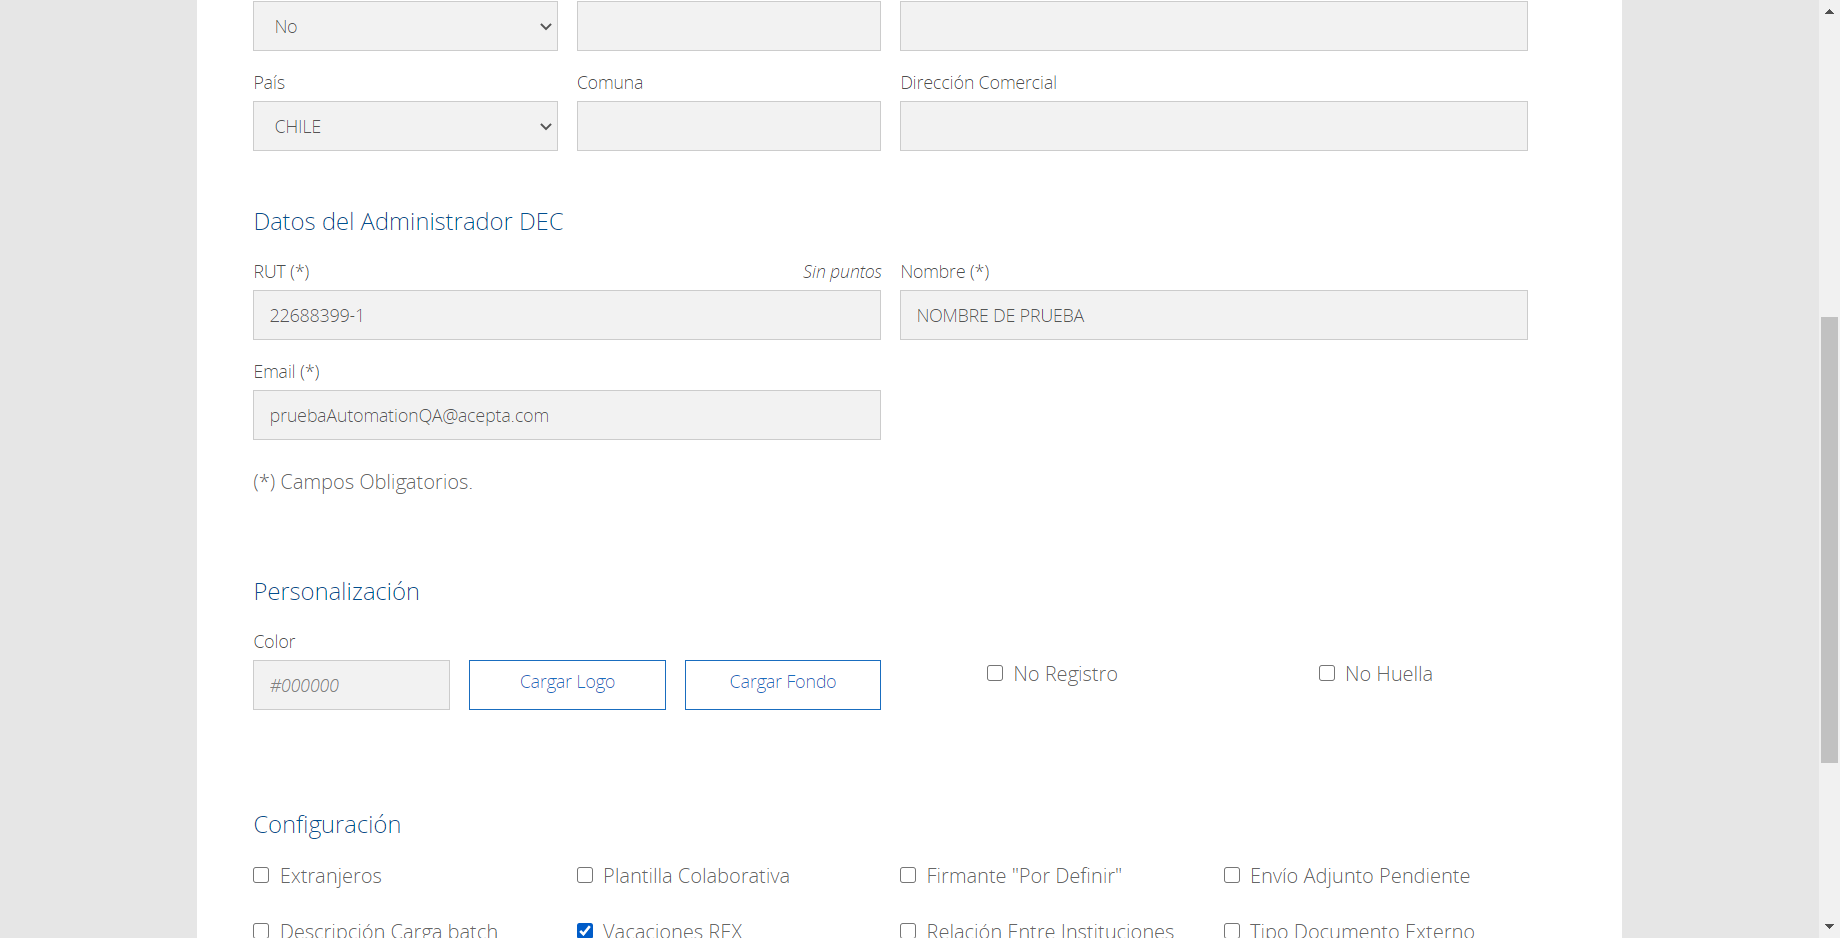 No
País
Comuna
Dirección Comercial
CHILE
Datos del Administrador DEC
RUT (*)
Sin puntos
Nombre (*)
22688399-1
NOMBRE DE PRUEBA
Email (*)
pruebaAutomationQA@acepta.com
(*) Campos Obligatorios.
Personalización
Color
#000000
Cargar Logo
Cargar Fondo
No Registro
No Huella
Configuración
Extranjeros
Plantilla Colaborativa
Firmante "Por Definir"
Envío Adjunto Pendiente
Descripción Carga batch
Vacaciones REX
Relación Entre Instituciones
Tipo Documento Externo